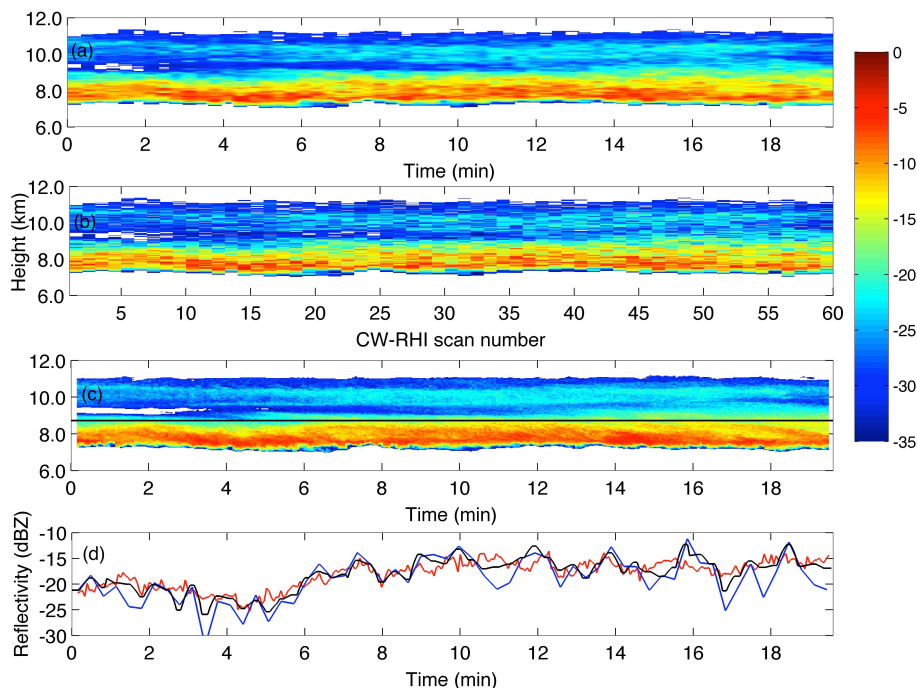 12.0
(a)
10.0
8.0
6.0
0 2 4 6 8 10 12 14 16 18
Time (min)
12.0
(b)
10.0
8.0
6.0
Height (km)
5 10 15 20 25 30 35 40 45 50 55 60
CW-RHI scan number
12.0
(c)
10.0
8.0
6.0
0 2 4 6 8 10 12 14 16 18
Time (min)
Reflectivity (dBZ)
-10
(d)
-15
-20
-25
-30
0 2 4 6 8 10 12 14 16 18
Time (min)
0
-5
-10
-15
-20
-25
-30
-35